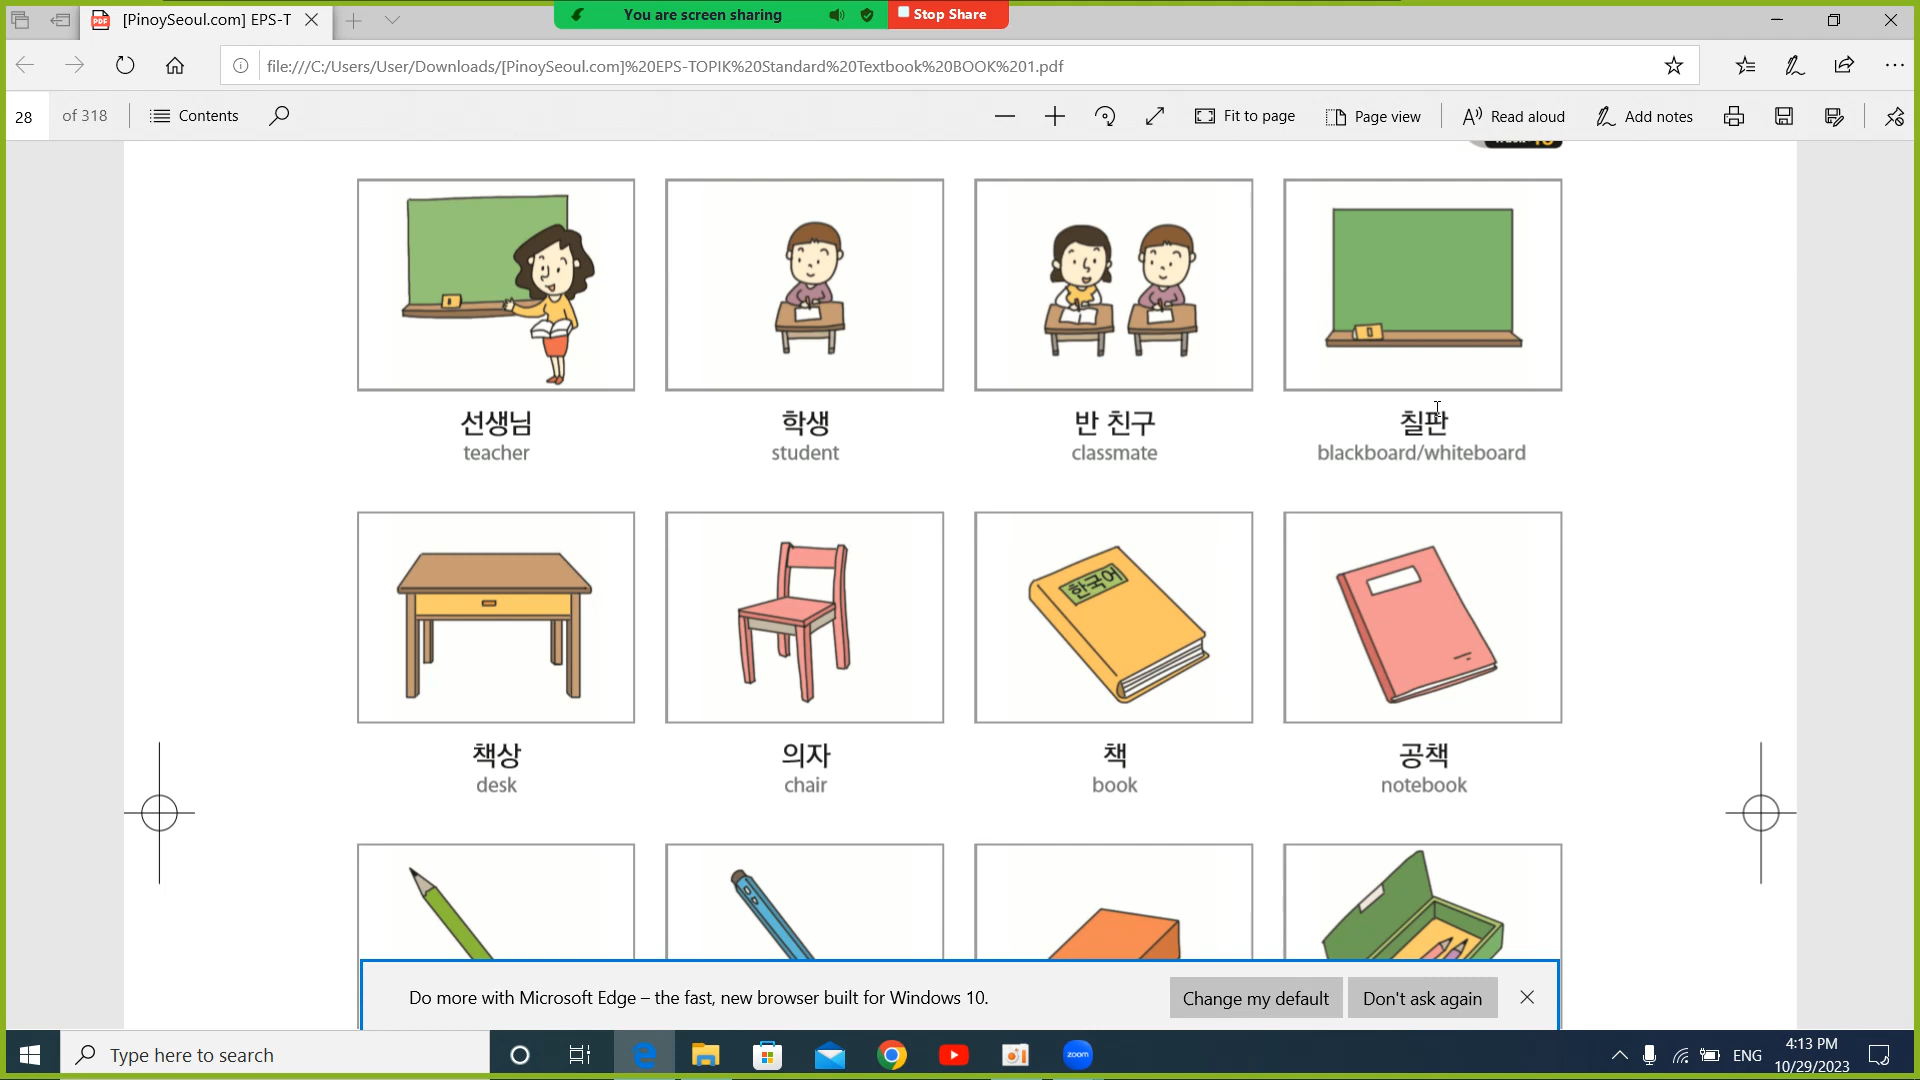 [PinoySeoul.com] EPS-T
You are screen sharing
Stop Share
file:///C:/Users/User/Downloads/[PinoySeoul.com]%20EPS-TOPIK%20Standard%20Textbook%20BOOK%201.pdf
28 of 318 Contents Fit to page Page view Read aloud Add notes
선생님 학생 반 친구 칠판
teacher student classmate blackboard/whiteboard
한국어
책상 의자 책 공책
desk chair book notebook
Do more with Microsoft Edge – the fast, new browser built for Windows 10. Change my default Don't ask again
Type here to search
zoom
ENG
4:13 PM
10/29/2023